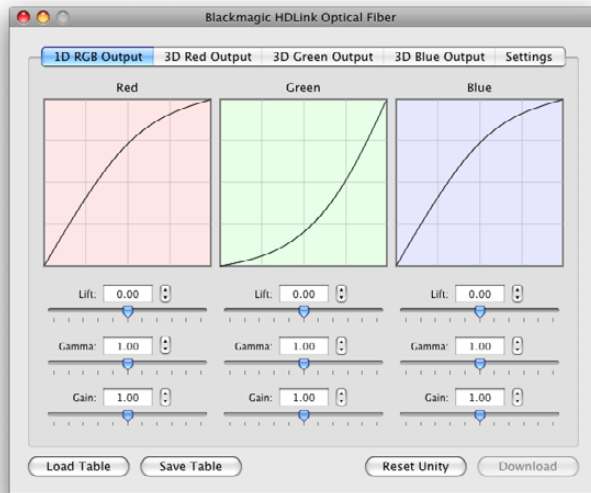 Blackmagic HDLink Optical Fiber
1D RGB Output 3D Red Output 3D Green Output 3D Blue Output Settings
Red Green Blue
Lift: 0.00 Lift: 0.00 Lift: 0.00
Gamma: 1.00 Gamma: 1.00 Gamma: 1.00
Gain: 1.00 Gain: 1.00 Gain: 1.00
Load Table Save Table Reset Unity Download